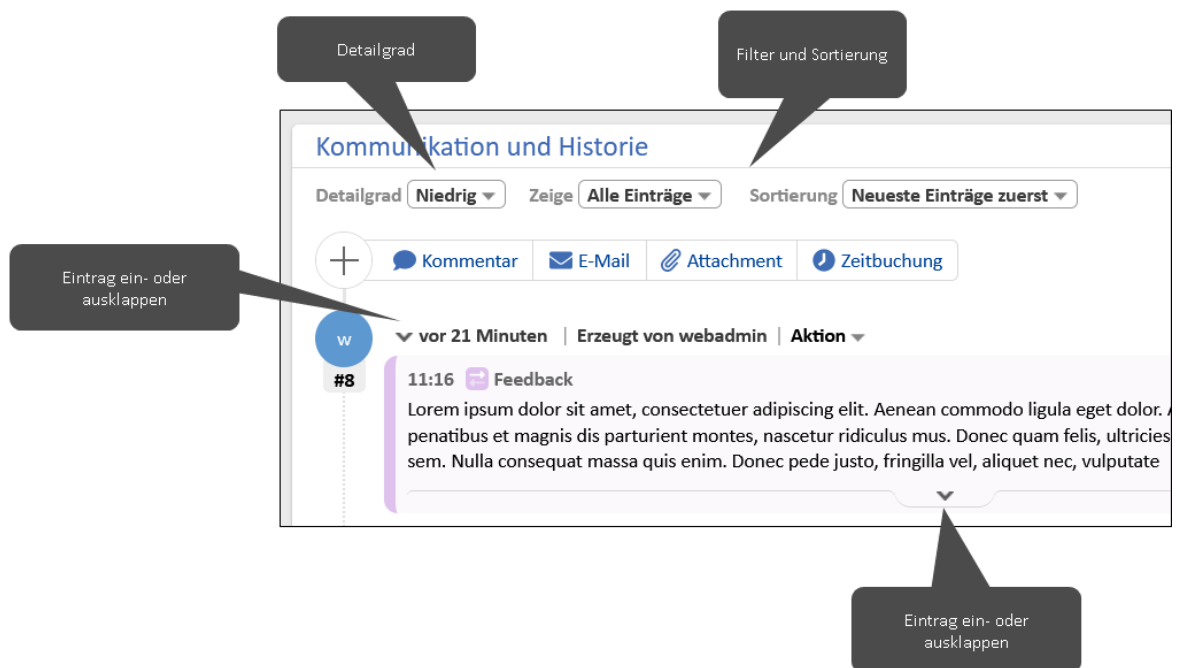 Detailgrad
Filter und Sortierung
Kommunikation und Historie
Detailgrad Niedrig Zeige Alle Einträge Sortierung Neueste Einträge zuerst
Kommentar E-Mail Attachment Zeitbuchung
Eintrag ein- oder
ausklappen
w vor 21 Minuten | Erzeugt von webadmin | Aktion
#8 11:16 Feedback
Lorem ipsum dolor sit amet, consectetuer adipiscing elit. Aenean commodo ligula eget dolor.
penatibus et magnis dis parturient montes, nascetur ridiculus mus. Donec quam felis, ultricies
sem. Nulla consequat massa quis enim. Donec pede justo, fringilla vel, aliquet nec, vulputate
Eintrag ein- oder
ausklappen